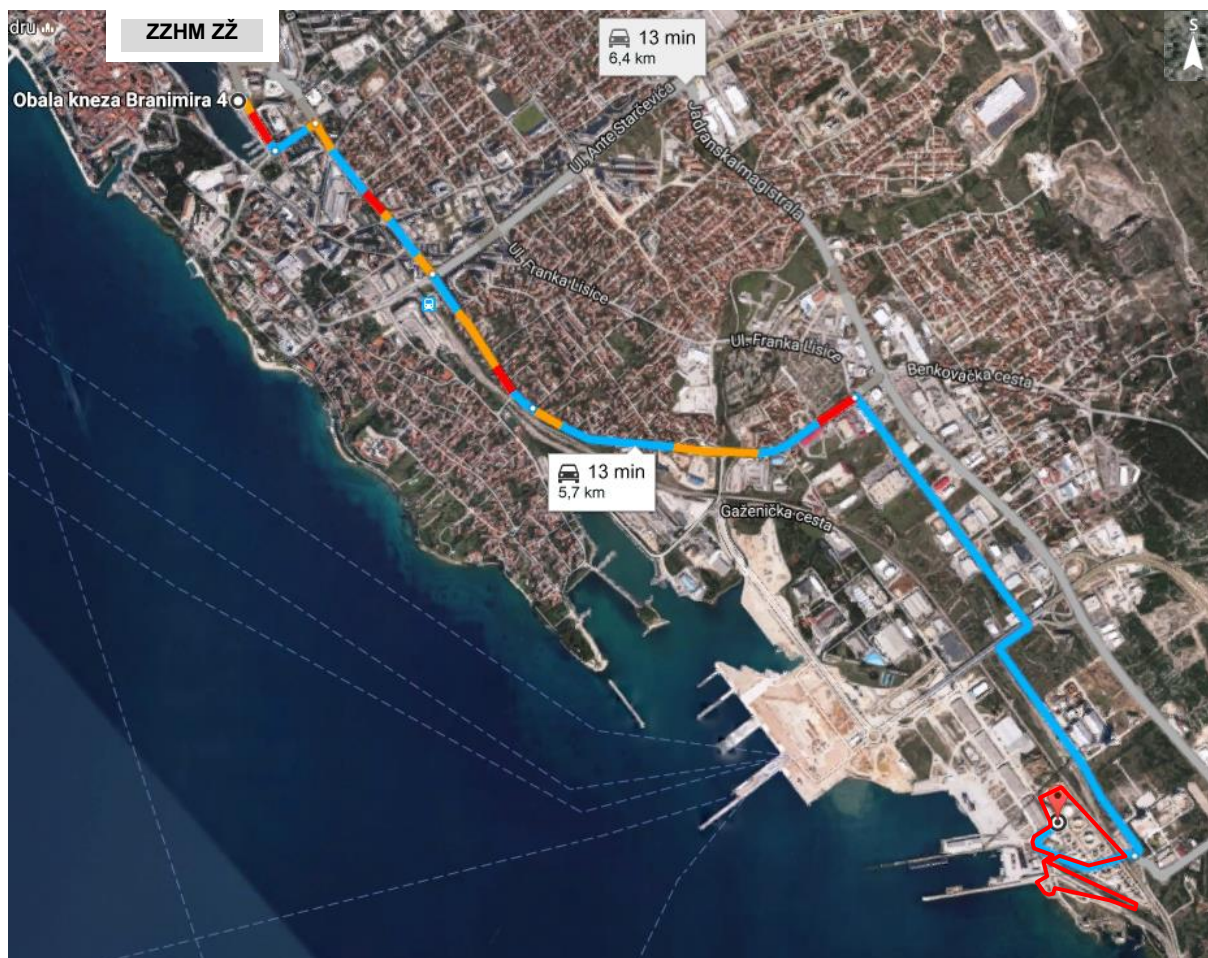 dru
ZZHM ZŽ
S
13 min
6,4 km
Obala kneza Branimira 4
Ul. Ante Starčevića
Jadranska magistrala
Ul. Franka Lisice
Ul. Franka Lisice
Benkovačka cesta
13 min
5,7 km
Gaženička cesta